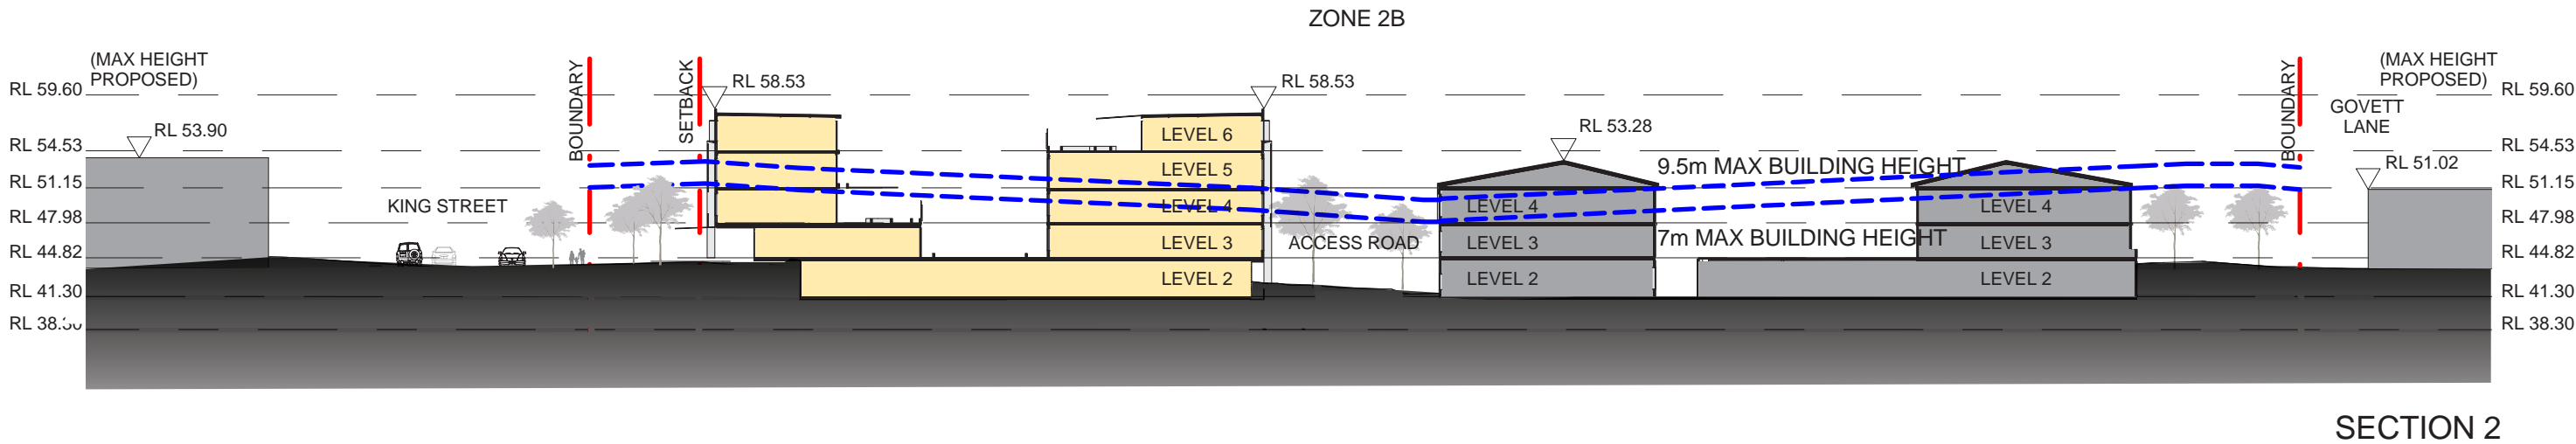 ZONE 2B
(MAX HEIGHT
PROPOSED)
(MAX HEIGHT
PROPOSED)
BOUNDARY
SETBACK
BOUNDARY
RL 59.60
RL 58.53
RL 58.53
RL 59.60
GOVETT
LANE
RL 53.90
RL 53.28
RL 54.53
LEVEL 6
RL 54.53
9.5m MAX BUILDING HEIGHT
RL 51.02
LEVEL 5
RL 51.15
RL 51.15
KING STREET
LEVEL 4
LEVEL 4
LEVEL 4
RL 47.98
RL 47.98
LEVEL 3
ACCESS ROAD
LEVEL 3
7m MAX BUILDING HEIGHT
LEVEL 3
RL 44.82
RL 44.82
LEVEL 2
LEVEL 2
LEVEL 2
RL 41.30
RL 41.30
RL 38.30
RL 38.30
SECTION 2